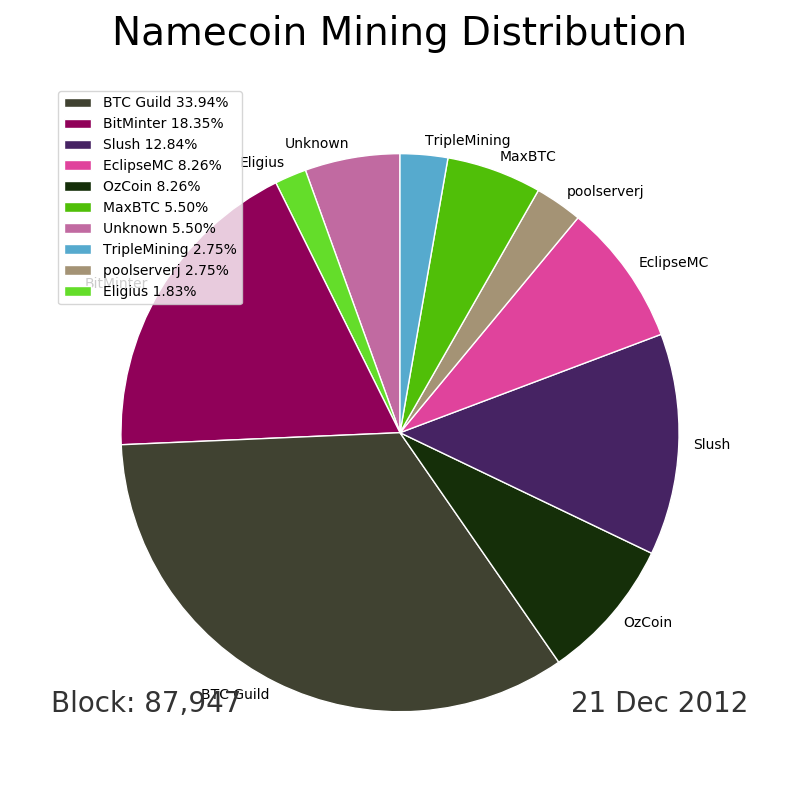 Namecoin Mining Distribution
BTC Guild 33.94%
BitMinter 18.35%
Slush 12.84%
EclipseMC 8.26%
OzCoin 8.26%
MaxBTC 5.50%
Unknown 5.50%
TripleMining 2.75%
poolserverj 2.75%
Eligius 1.83%
TripleMining
MaxBTC
poolserverj
EclipseMC
Slush
OzCoin
BTC Guild
BitMinter
Eligius
Unknown
Block: 87,947
21 Dec 2012